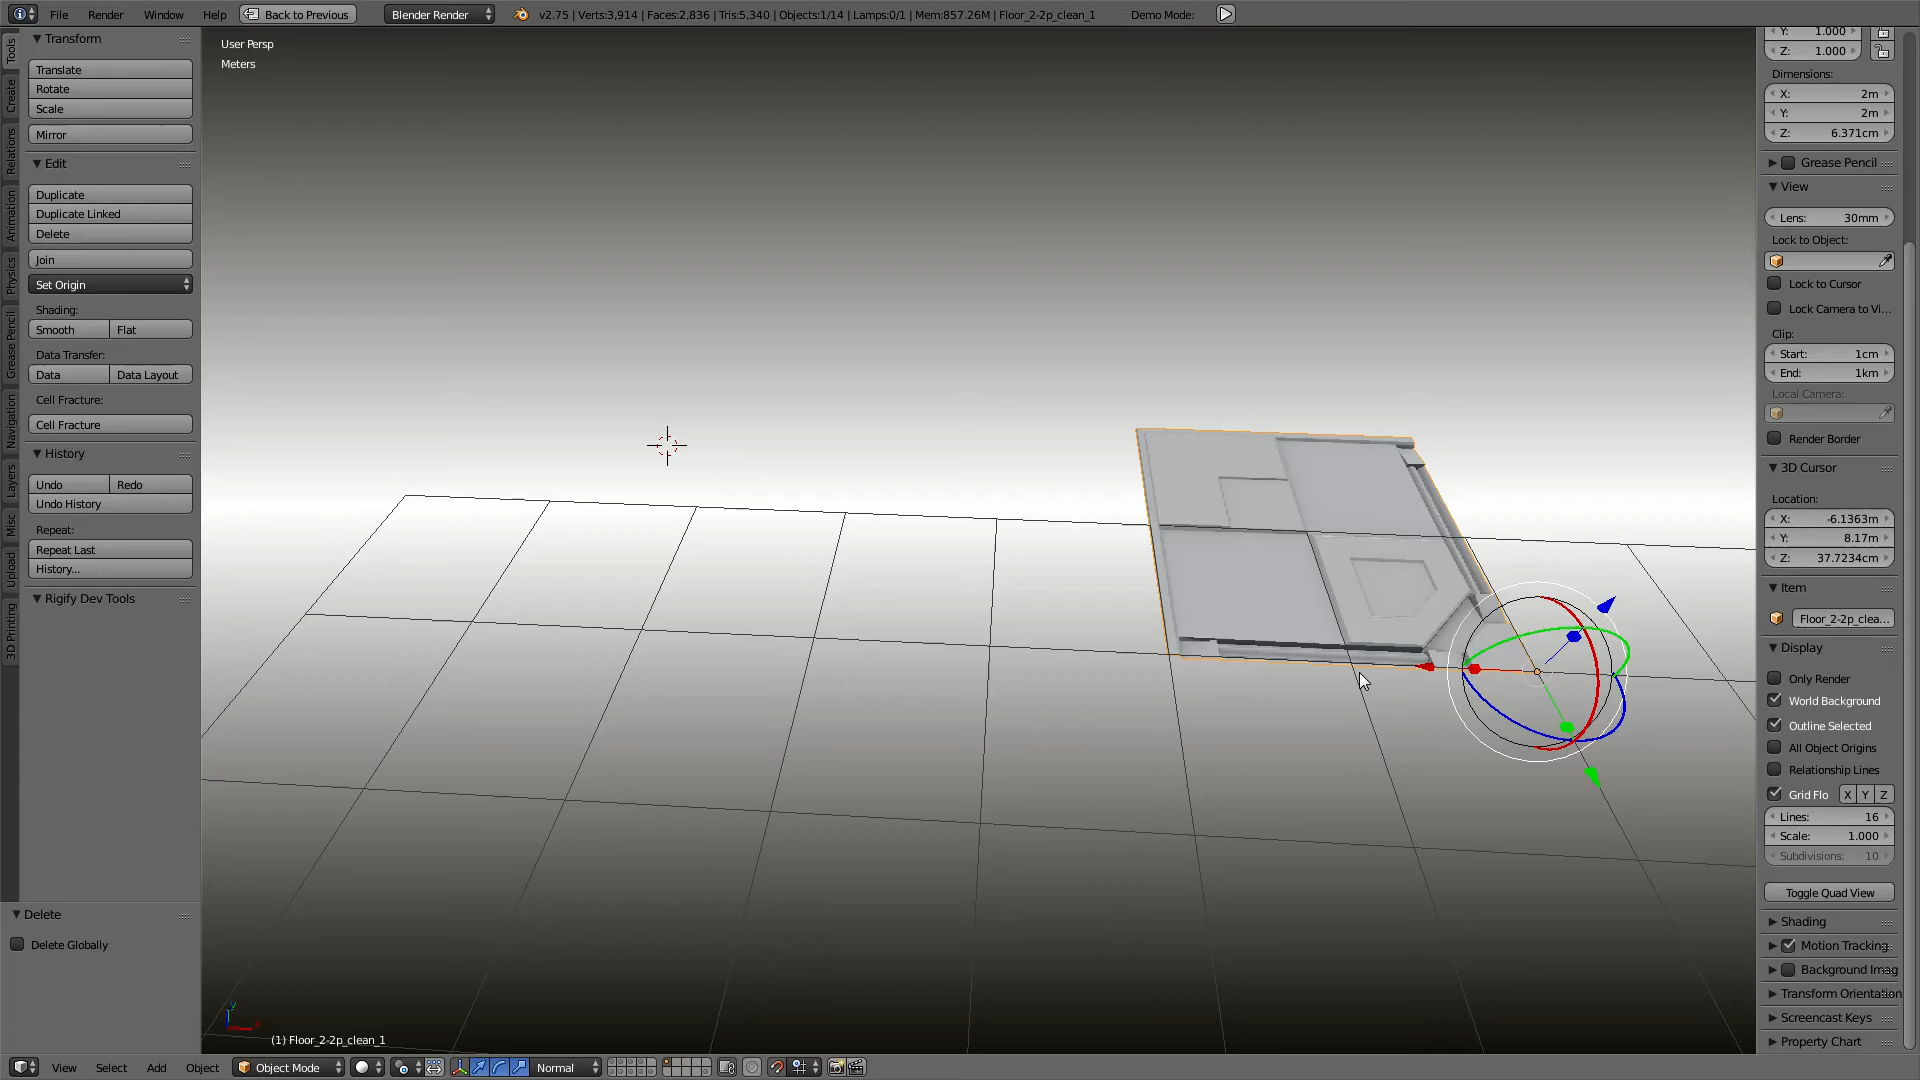 File Render Window Help Back to Previous Blender Render v2.75 | Verts:3,914 | Faces:2,836 | Tris:5,340 | Objects:1/14 | Lamps:0/1 | Mem:857.26M | Floor_2-2p_clean_1 Demo Mode:
Tools
Create
Relations
Animation
Physics
Grease Pencil
Navigation
Layers
Misc
Upload
3D Printing
Transform
Translate
Rotate
Scale
Mirror
Edit
Duplicate
Duplicate Linked
Delete
Join
Set Origin
Shading:
Smooth Flat
Data Transfer:
Data Data Layout
Cell Fracture:
Cell Fracture
History
Undo Redo
Undo History
Repeat:
Repeat Last
History...
Rigify Dev Tools
Delete
Delete Globally
User Persp
Meters
(1) Floor_2-2p_clean_1
Y: 1.000
Z: 1.000
Dimensions:
X: 2m
Y: 2m
Z: 6.371cm
Grease Pencil
View
Lens: 30mm
Lock to Object:
Lock to Cursor
Lock Camera to Vi...
Clip:
Start: 1cm
End: 1km
Local Camera:
Render Border
3D Cursor
Location:
X: -6.1363m
Y: 8.17m
Z: 37.7234cm
Item
Floor_2-2p_clea...
Display
Only Render
World Background
Outline Selected
All Object Origins
Relationship Lines
Grid Flo X Y Z
Lines: 16
Scale: 1.000
Subdivisions: 10
Toggle Quad View
Shading
Motion Tracking
Background Imag
Transform Orientation
Screencast Keys
Property Chart
View Select Add Object Object Mode Normal